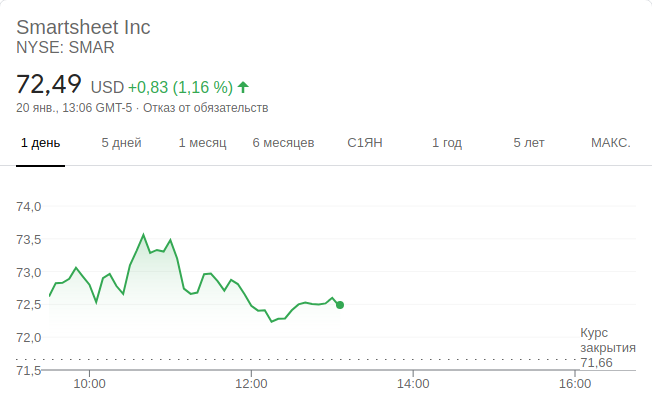 Smartsheet Inc
NYSE: SMAR
72,49 USD +0,83 (1,16 %)
20 янв., 13:06 GMT-5 · Отказ от обязательств
1 день 5 дней 1 месяц 6 месяцев С1ЯН 1 год 5 лет МАКС.
74,0
73,5
73,0
72,5
72,0
71,5
Курс
закрытия
71,66
10:00 12:00 14:00 16:00